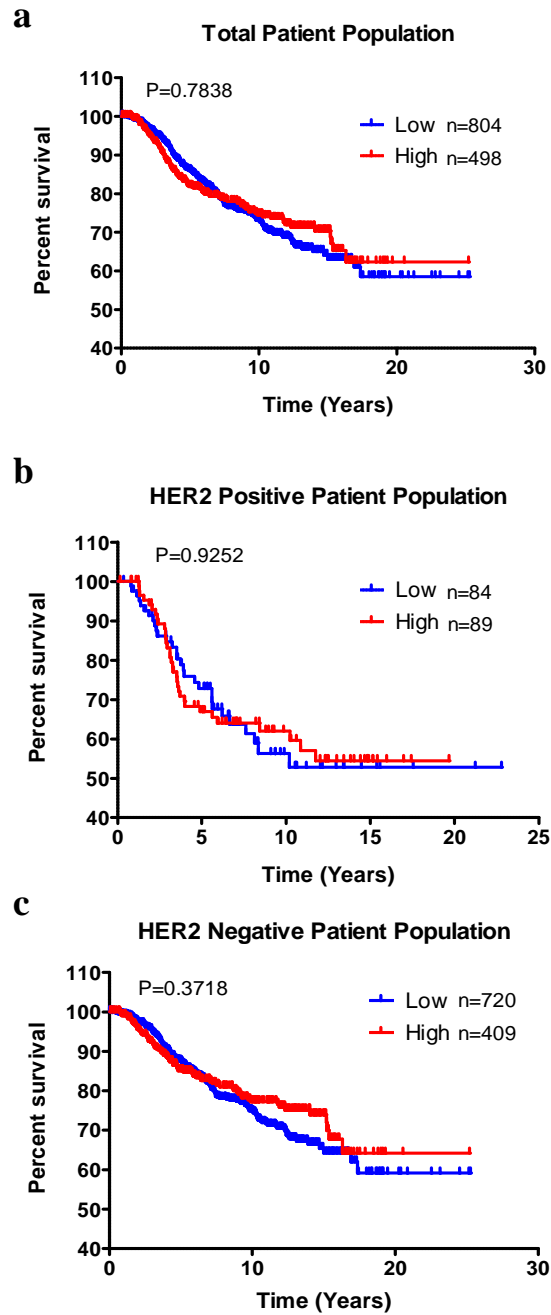 a
Total Patient Population
P=0.7838
Low n=804
High n=498
Percent survival
110
100
90
80
70
60
50
40
0 10 20 30
Time (Years)
b
HER2 Positive Patient Population
P=0.9252
Low n=84
High n=89
Percent survival
110
100
90
80
70
60
50
40
0 5 10 15 20 25
Time (Years)
c
HER2 Negative Patient Population
P=0.3718
Low n=720
High n=409
Percent survival
110
100
90
80
70
60
50
40
0 10 20 30
Time (Years)